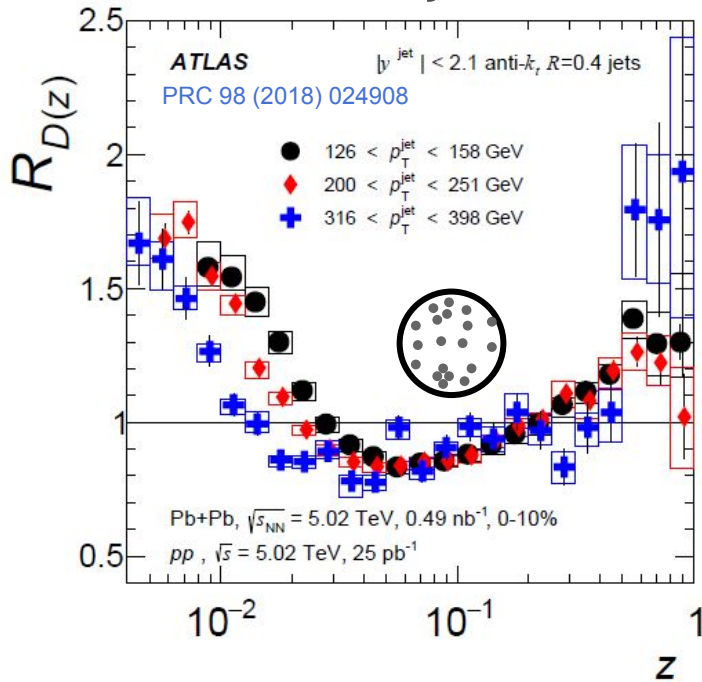 2.5
ATLAS
|y^jet| < 2.1 anti-k_t R=0.4 jets
PRC 98 (2018) 024908
R_D(z)
2
126 < p_T^jet < 158 GeV
200 < p_T^jet < 251 GeV
316 < p_T^jet < 398 GeV
1.5
1
Pb+Pb, √s_NN = 5.02 TeV, 0.49 nb^-1, 0-10%
pp , √s = 5.02 TeV, 25 pb^-1
0.5
10^-2 10^-1 1
z